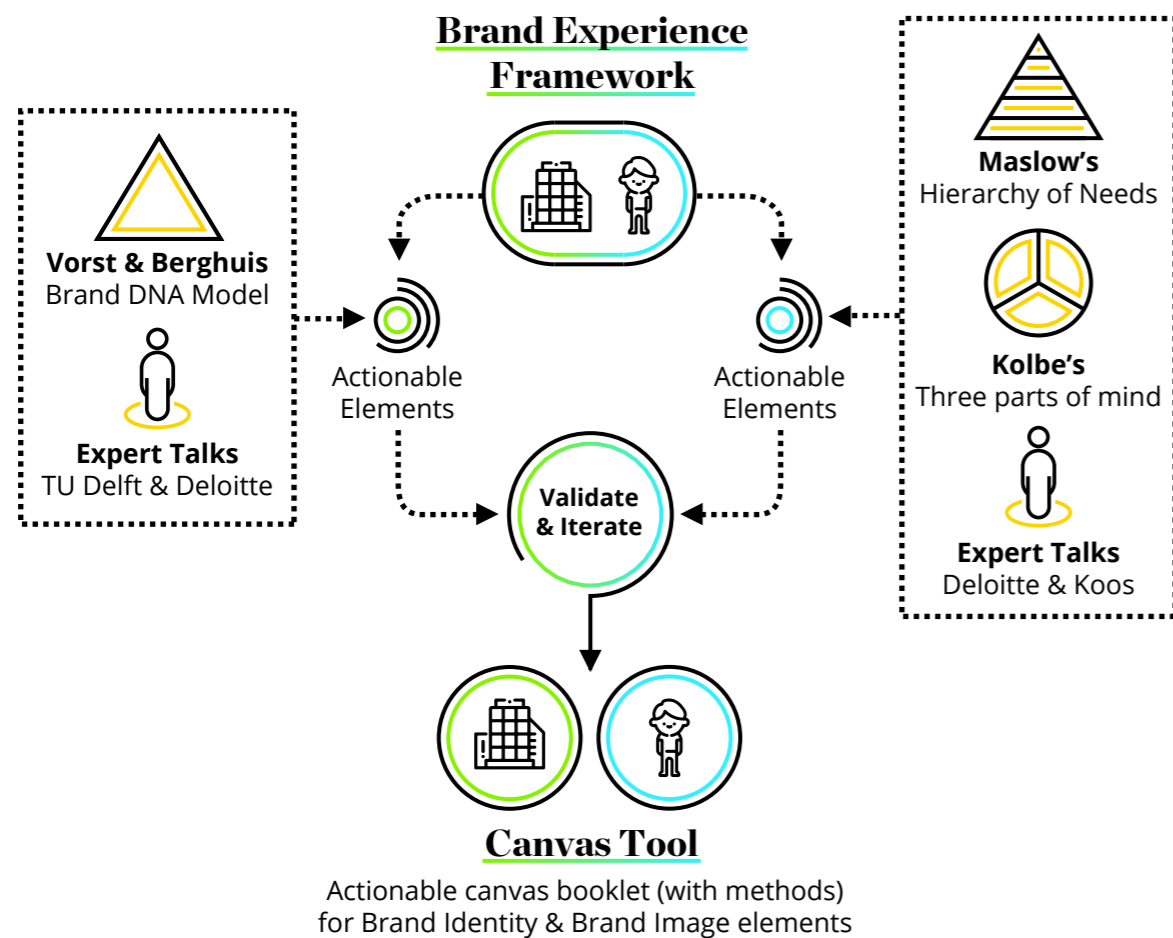 Brand Experience
Framework
Vorst & Berghuis
Brand DNA Model
Expert Talks
TU Delft & Deloitte
Actionable
Elements
Actionable
Elements
Maslow's
Hierarchy of Needs
Kolbe's
Three parts of mind
Expert Talks
Deloitte & Koos
Validate
& Iterate
Canvas Tool
Actionable canvas booklet (with methods)
for Brand Identity & Brand Image elements